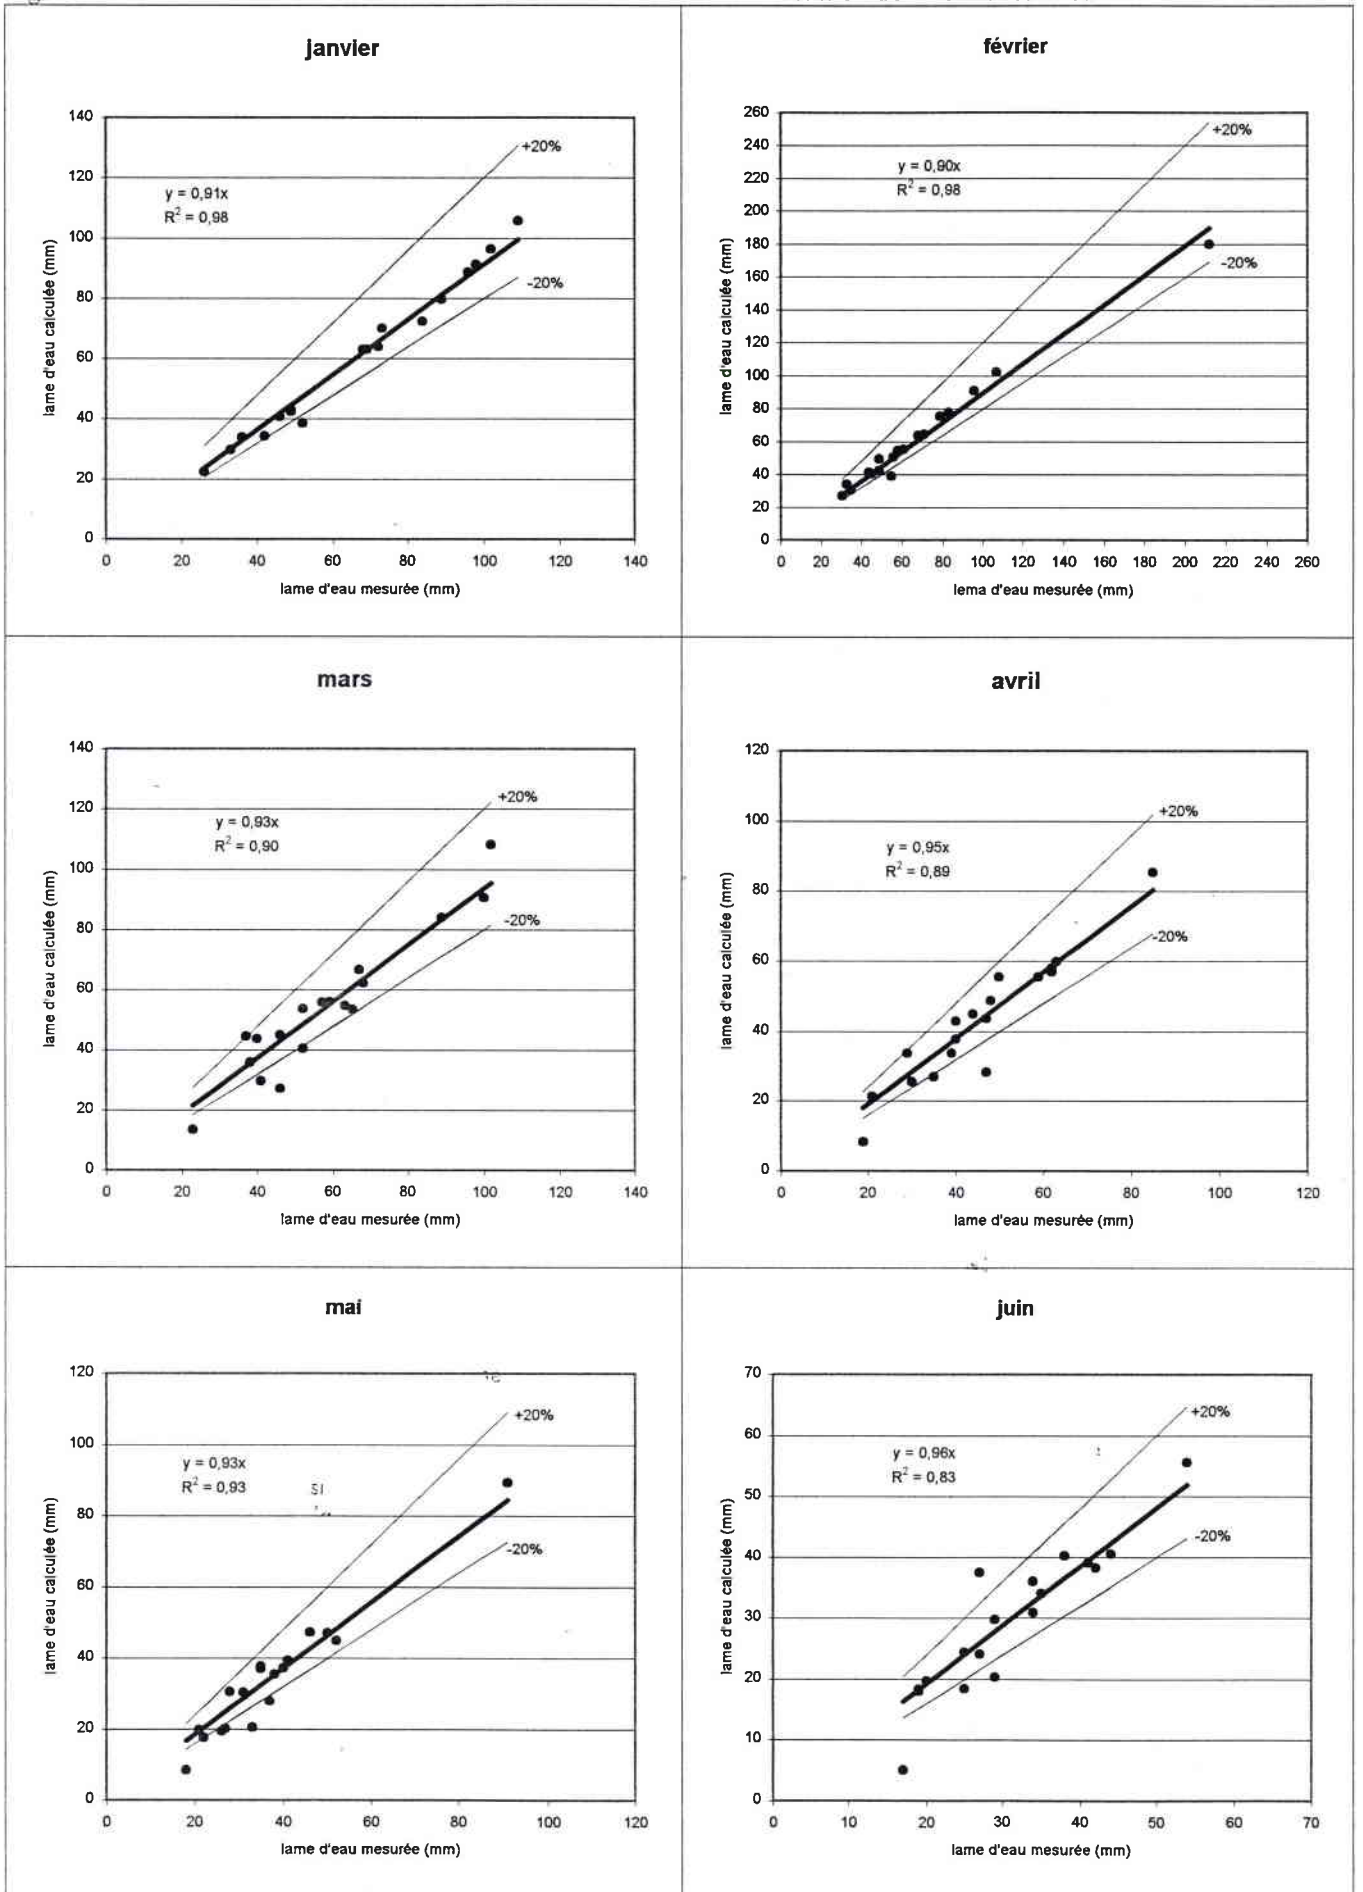 janvier
140
120
100
80
60
40
20
0
0 20 40 60 80 100 120 140
lame d'eau calculée (mm)
lame d'eau mesurée (mm)
y = 0,91x
R² = 0,98
+20%
-20%
février
260
240
220
200
180
160
140
120
100
80
60
40
20
0
0 20 40 60 80 100 120 140 160 180 200 220 240 260
lame d'eau calculée (mm)
lema d'eau mesurée (mm)
y = 0,90x
R² = 0,98
+20%
-20%
mars
140
120
100
80
60
40
20
0
0 20 40 60 80 100 120 140
lame d'eau calculée (mm)
lame d'eau mesurée (mm)
y = 0,93x
R² = 0,90
+20%
-20%
avril
120
100
80
60
40
20
0
0 20 40 60 80 100 120
lame d'eau calculée (mm)
lame d'eau mesurée (mm)
y = 0,95x
R² = 0,89
+20%
-20%
mai
120
100
80
60
40
20
0
0 20 40 60 80 100 120
lame d'eau calculée (mm)
lame d'eau mesurée (mm)
y = 0,93x
R² = 0,93
+20%
-20%
juin
70
60
50
40
30
20
10
0
0 10 20 30 40 50 60 70
lame d'eau calculée (mm)
lame d'eau mesurée (mm)
y = 0,96x
R² = 0,83
+20%
-20%